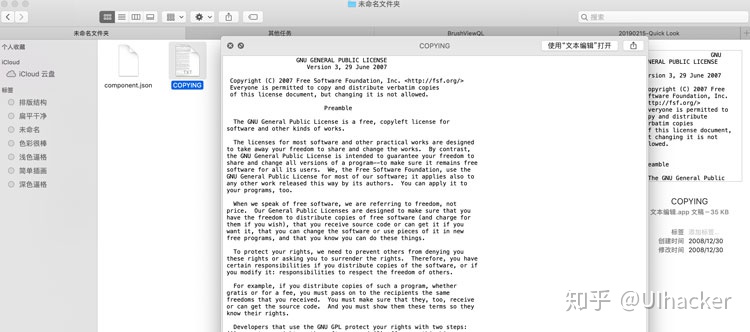 未命名文件夹
搜索
未命名文件夹
其他任务
BrushViewQL
20190215-Quick Look
个人收藏
iCloud
iCloud 云盘
标签
排版结构
扁平干净
未命名
色彩很棒
浅色逼格
简单插画
深色逼格
component.json
TXT
COPYING
COPYING
使用“文本编辑”打开
GNU GENERAL PUBLIC LICENSE
Version 3, 29 June 2007
Copyright (C) 2007 Free Software Foundation, Inc. <http://fsf.org/>
Everyone is permitted to copy and distribute verbatim copies
of this license document, but changing it is not allowed.
Preamble
The GNU General Public License is a free, copyleft license for
software and other kinds of works.
The licenses for most software and other practical works are designed
to take away your freedom to share and change the works.  By contrast,
the GNU General Public License is intended to guarantee your freedom to
share and change all versions of a program--to make sure it remains free
software for all its users.  We, the Free Software Foundation, use the
GNU General Public License for most of our software; it applies also to
any other work released this way by its authors.  You can apply it to
your programs, too.
When we speak of free software, we are referring to freedom, not
price.  Our General Public Licenses are designed to make sure that you
have the freedom to distribute copies of free software (and charge for
them if you wish), that you receive source code or can get it if you
want it, that you can change the software or use pieces of it in new
free programs, and that you know you can do these things.
To protect your rights, we need to prevent others from denying you
these rights or asking you to surrender the rights.  Therefore, you have
certain responsibilities if you distribute copies of the software, or if
you modify it: responsibilities to respect the freedom of others.
For example, if you distribute copies of such a program, whether
gratis or for a fee, you must pass on to the recipients the same
freedoms that you received.  You must make sure that they, too, receive
or can get the source code.  And you must show them these terms so they
know their rights.
Developers that use the GNU GPL protect your rights with two steps:
GNU
NERAL PUBLIC LICENSE
ersion 3, 29 June
007
opyright (C) 2007 Free
oftware Foundation, Inc.
http://fsf.org/>
veryone is permitted to
opy and distribute
erbatim copies
f this license document,
ut changing it is not
llowed.
eamble
The GNU General Public
COPYING
文本编辑.app 文稿－35 KB
标签 添加标签...
创建时间 2008/12/30
修改时间 2008/12/30
知乎 @UIhacker